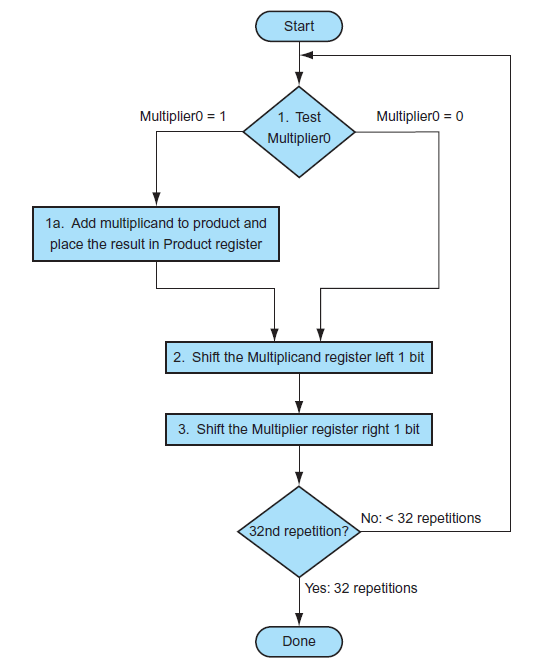 Start
Multiplier0 = 1
1. Test
Multiplier0
Multiplier0 = 0
1a. Add multiplicand to product and
place the result in Product register
2. Shift the Multiplicand register left 1 bit
3. Shift the Multiplier register right 1 bit
32nd repetition?
No: < 32 repetitions
Yes: 32 repetitions
Done